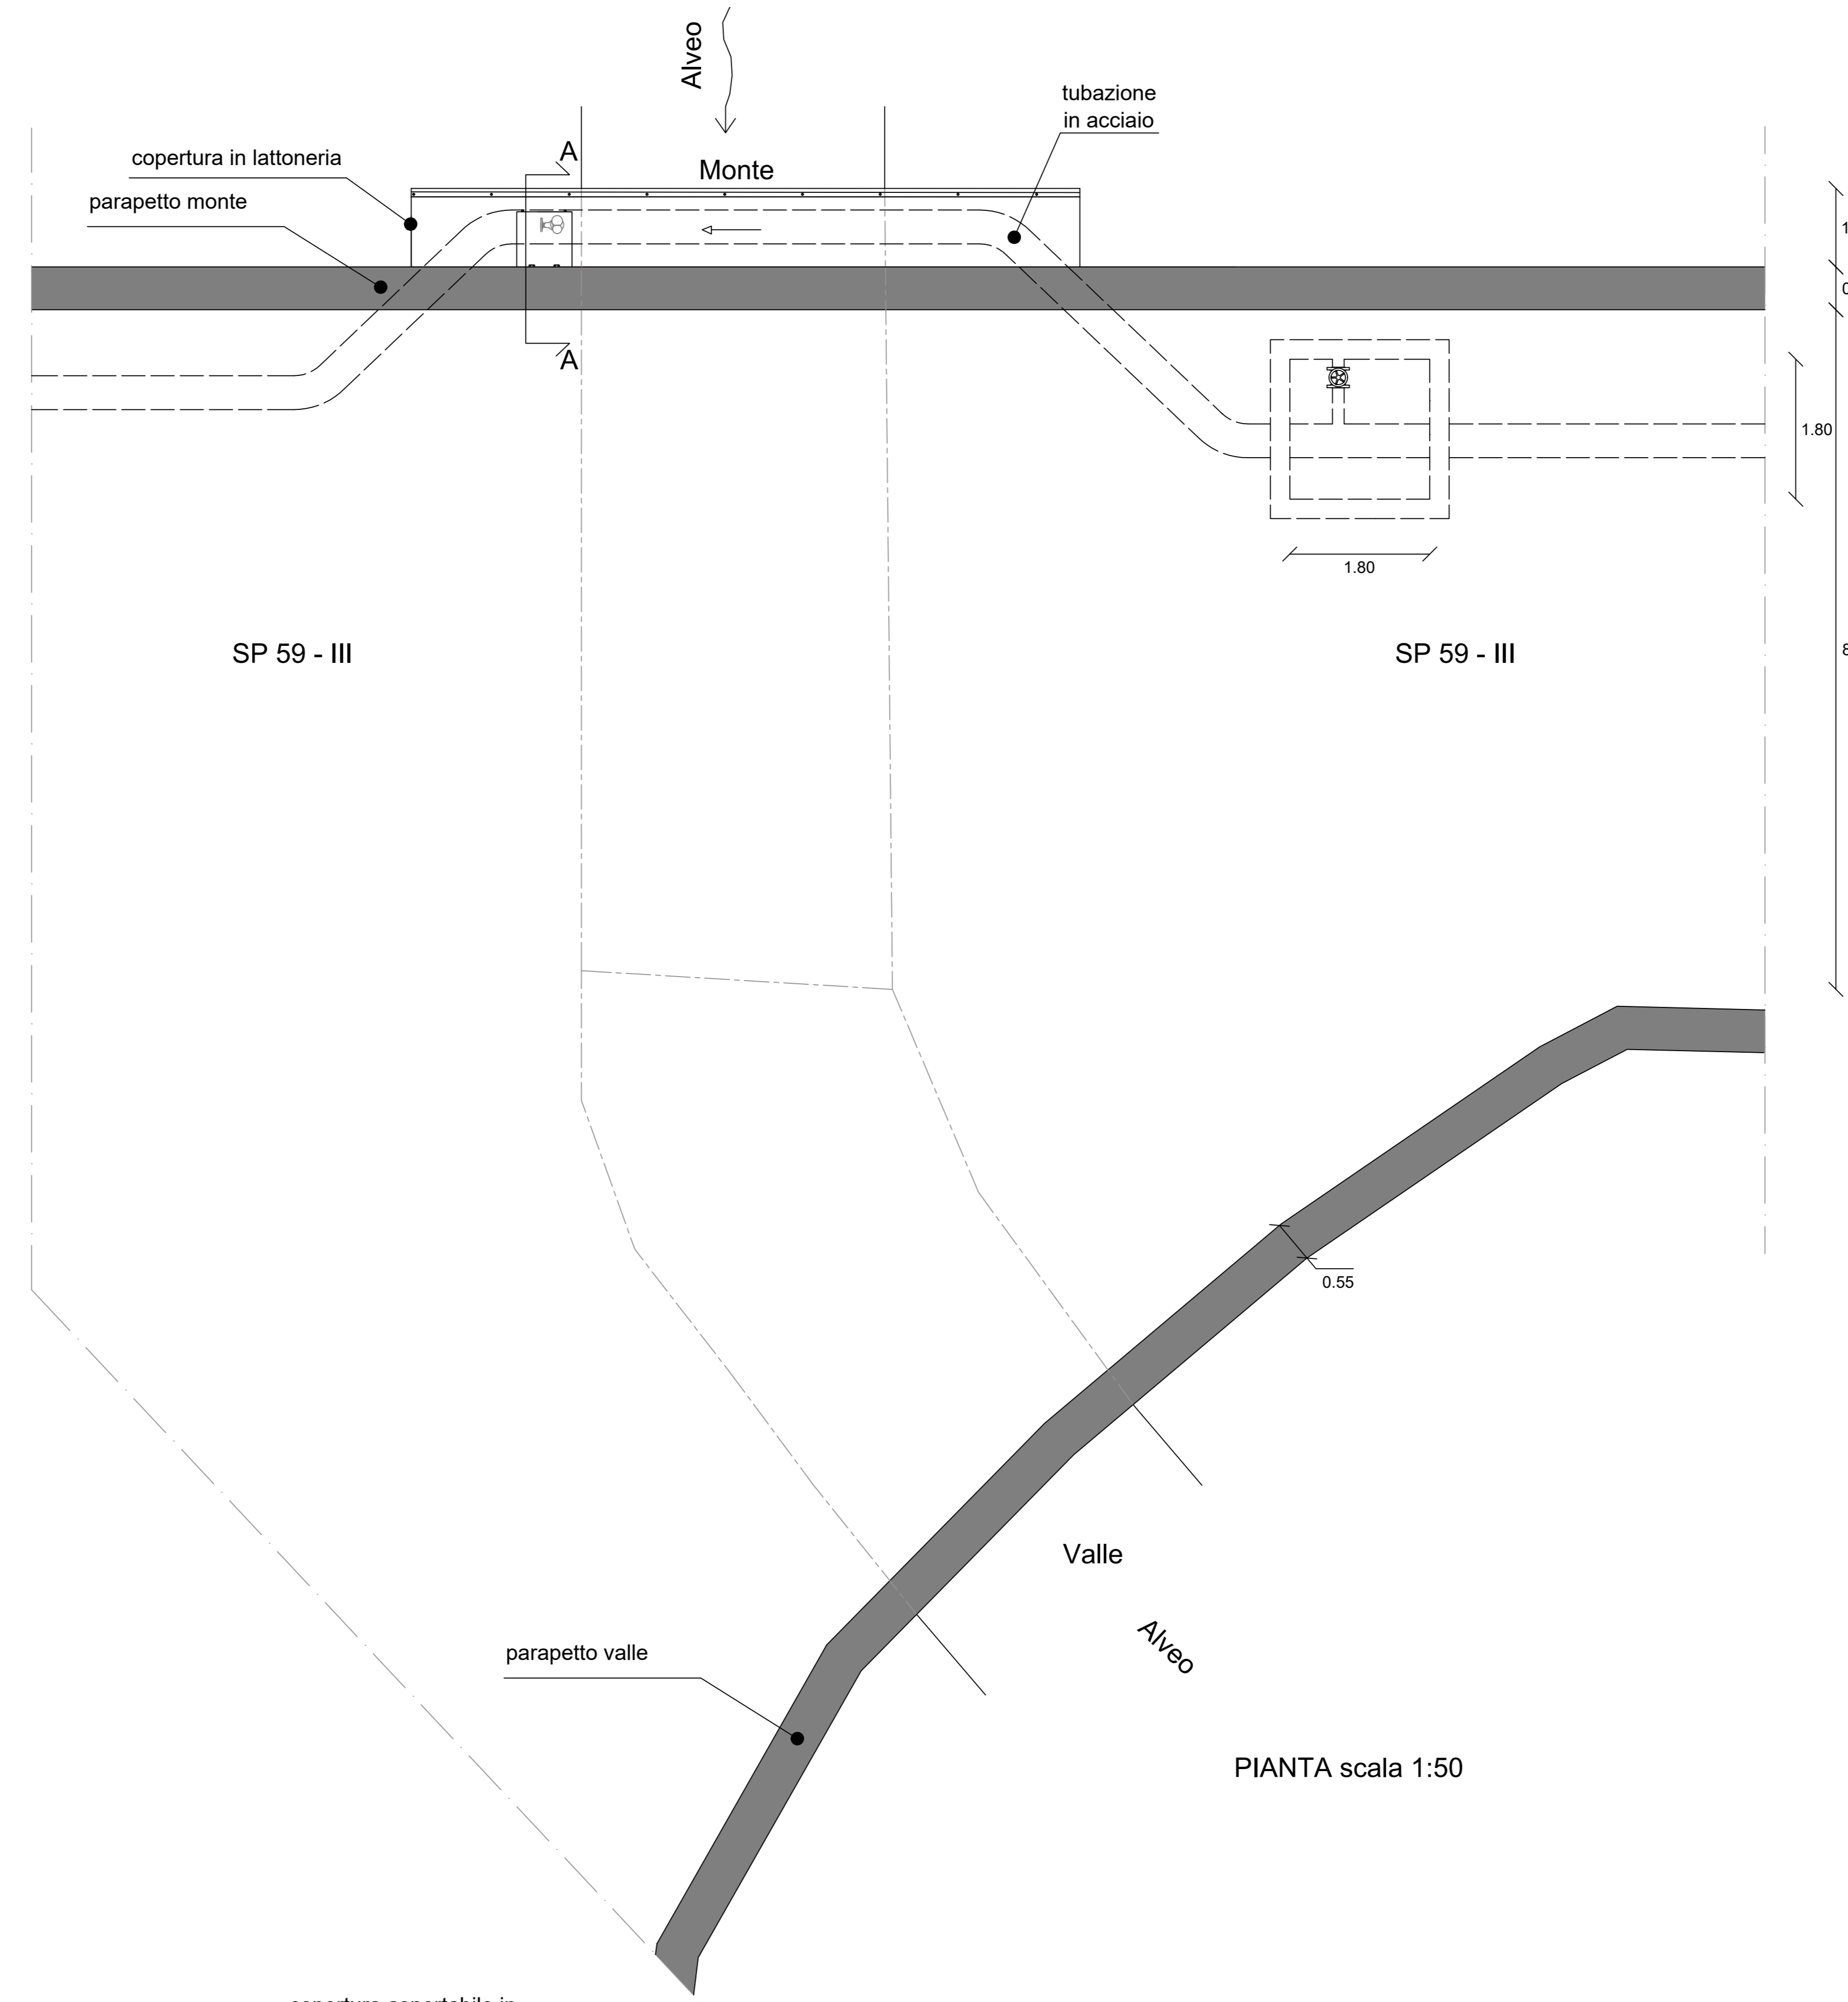 Alveo
tubazione
in acciaio
A
copertura in lattoneria
Monte
parapetto monte
A
1.80
1.80
SP 59 - III
SP 59 - III
0.55
Valle
Alveo
parapetto valle
PIANTA scala 1:50